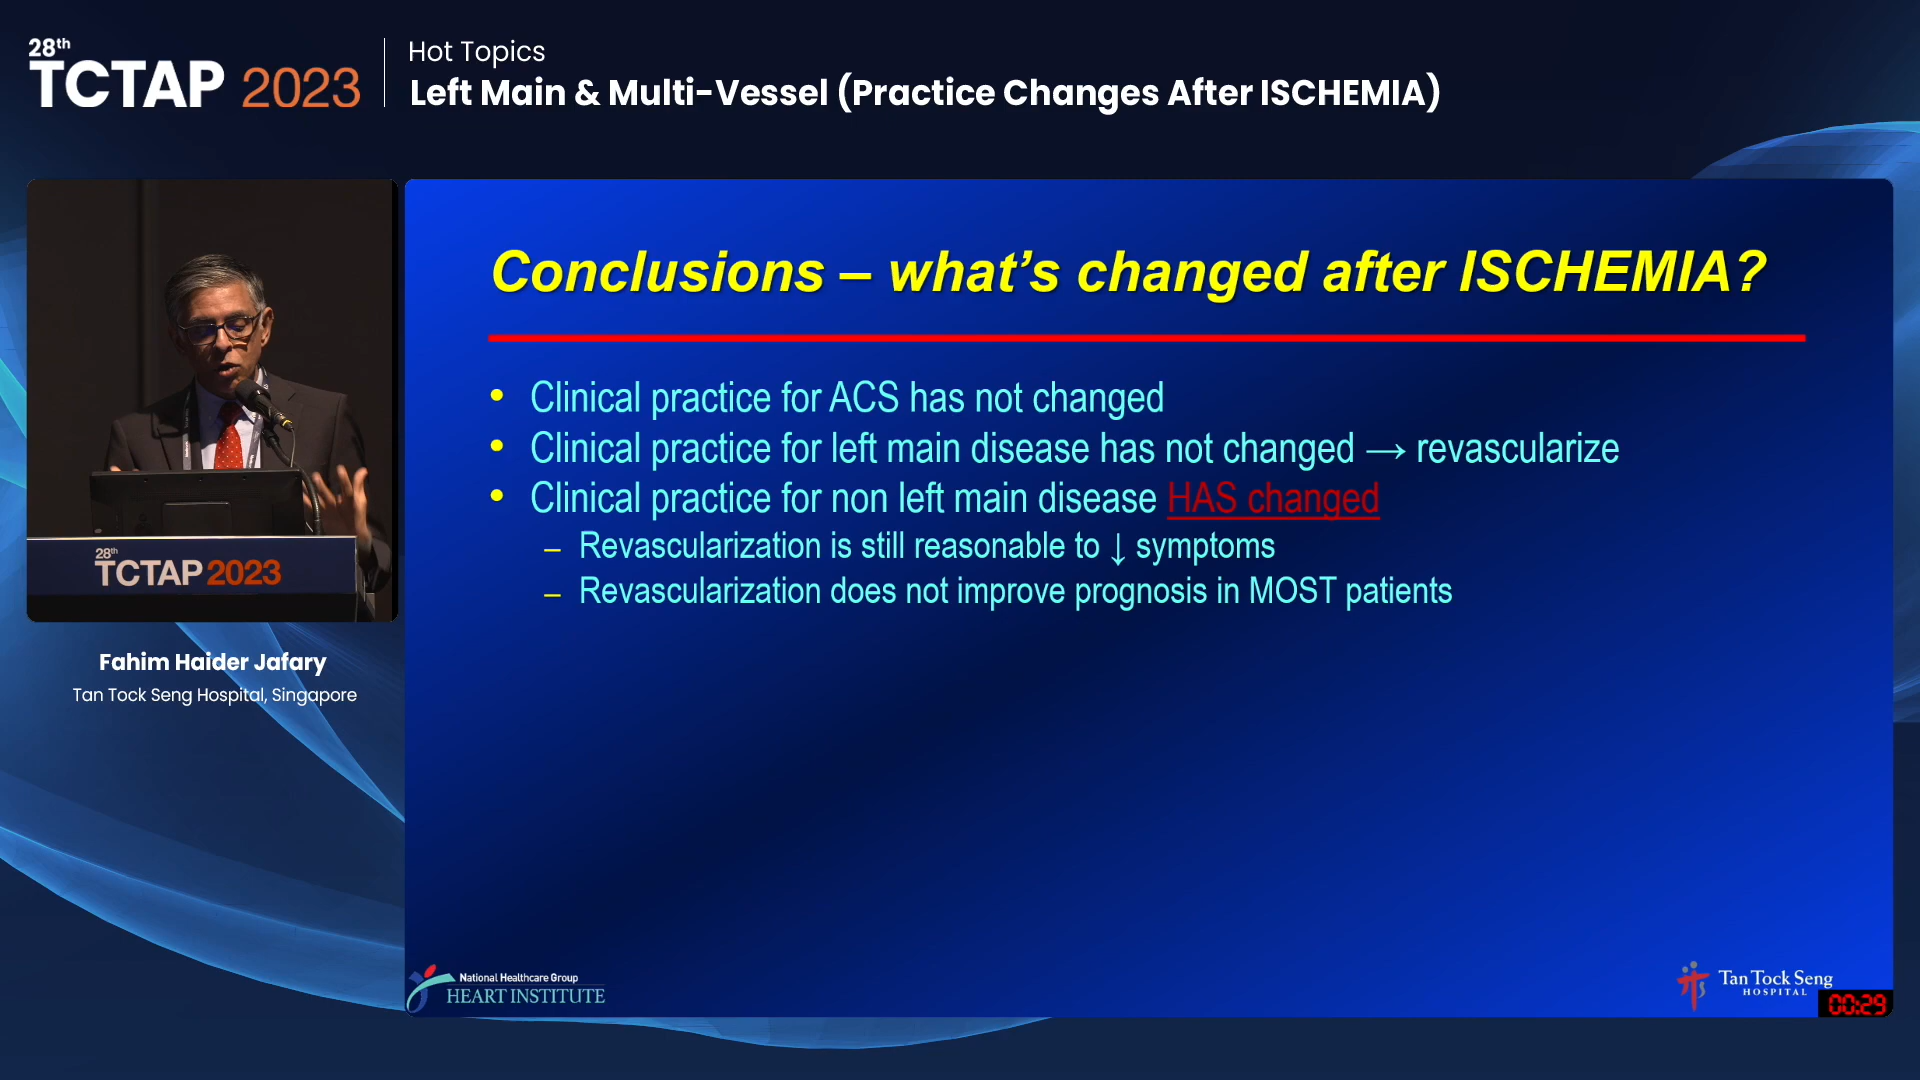 28th
TCTAP 2023
Hot Topics
Left Main & Multi-Vessel (Practice Changes After ISCHEMIA)
28th
TCTAP 2023
Fahim Haider Jafary
Tan Tock Seng Hospital, Singapore
Conclusions – what's changed after ISCHEMIA?
• Clinical practice for ACS has not changed
• Clinical practice for left main disease has not changed → revascularize
• Clinical practice for non left main disease HAS changed
– Revascularization is still reasonable to ↓ symptoms
– Revascularization does not improve prognosis in MOST patients
National Healthcare Group
HEART INSTITUTE
Tan Tock Seng
HOSPITAL
00:29